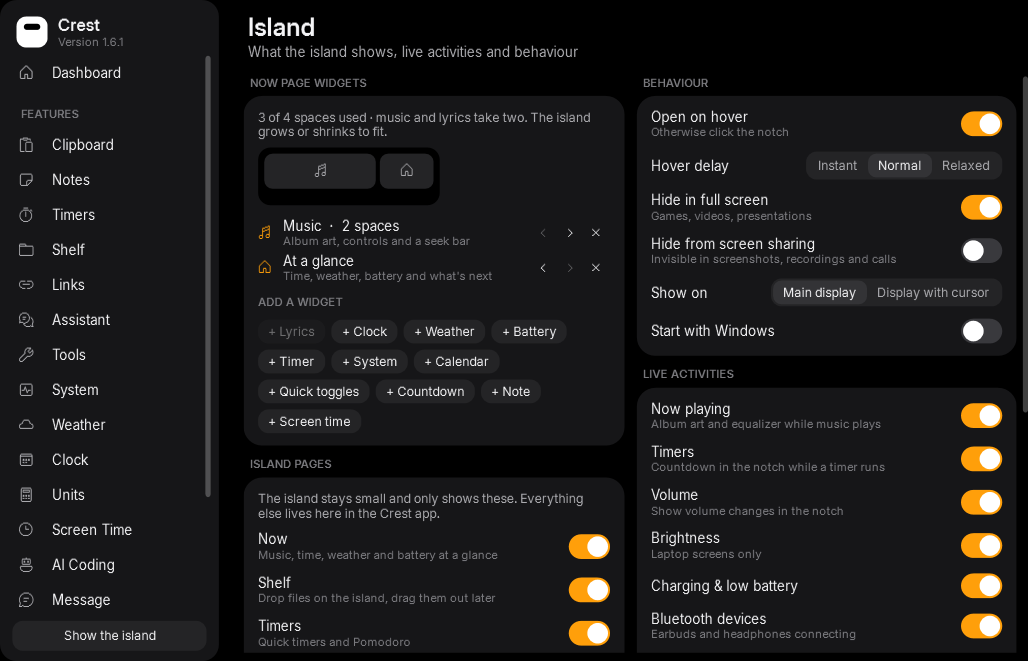 Crest
Version 1.6.1
Dashboard
FEATURES
Clipboard
Notes
Timers
Shelf
Links
Assistant
Tools
System
Weather
Clock
Units
Screen Time
AI Coding
Message
Show the island
Island
What the island shows, live activities and behaviour
NOW PAGE WIDGETS
3 of 4 spaces used · music and lyrics take two. The island
grows or shrinks to fit.
Music · 2 spaces
Album art, controls and a seek bar
At a glance
Time, weather, battery and what's next
ADD A WIDGET
+ Lyrics + Clock + Weather + Battery
+ Timer + System + Calendar
+ Quick toggles + Countdown + Note
+ Screen time
ISLAND PAGES
The island stays small and only shows these. Everything
else lives here in the Crest app.
Now
Music, time, weather and battery at a glance
Shelf
Drop files on the island, drag them out later
Timers
Quick timers and Pomodoro
BEHAVIOUR
Open on hover
Otherwise click the notch
Hover delay Instant Normal Relaxed
Hide in full screen
Games, videos, presentations
Hide from screen sharing
Invisible in screenshots, recordings and calls
Show on Main display Display with cursor
Start with Windows
LIVE ACTIVITIES
Now playing
Album art and equalizer while music plays
Timers
Countdown in the notch while a timer runs
Volume
Show volume changes in the notch
Brightness
Laptop screens only
Charging & low battery
Bluetooth devices
Earbuds and headphones connecting